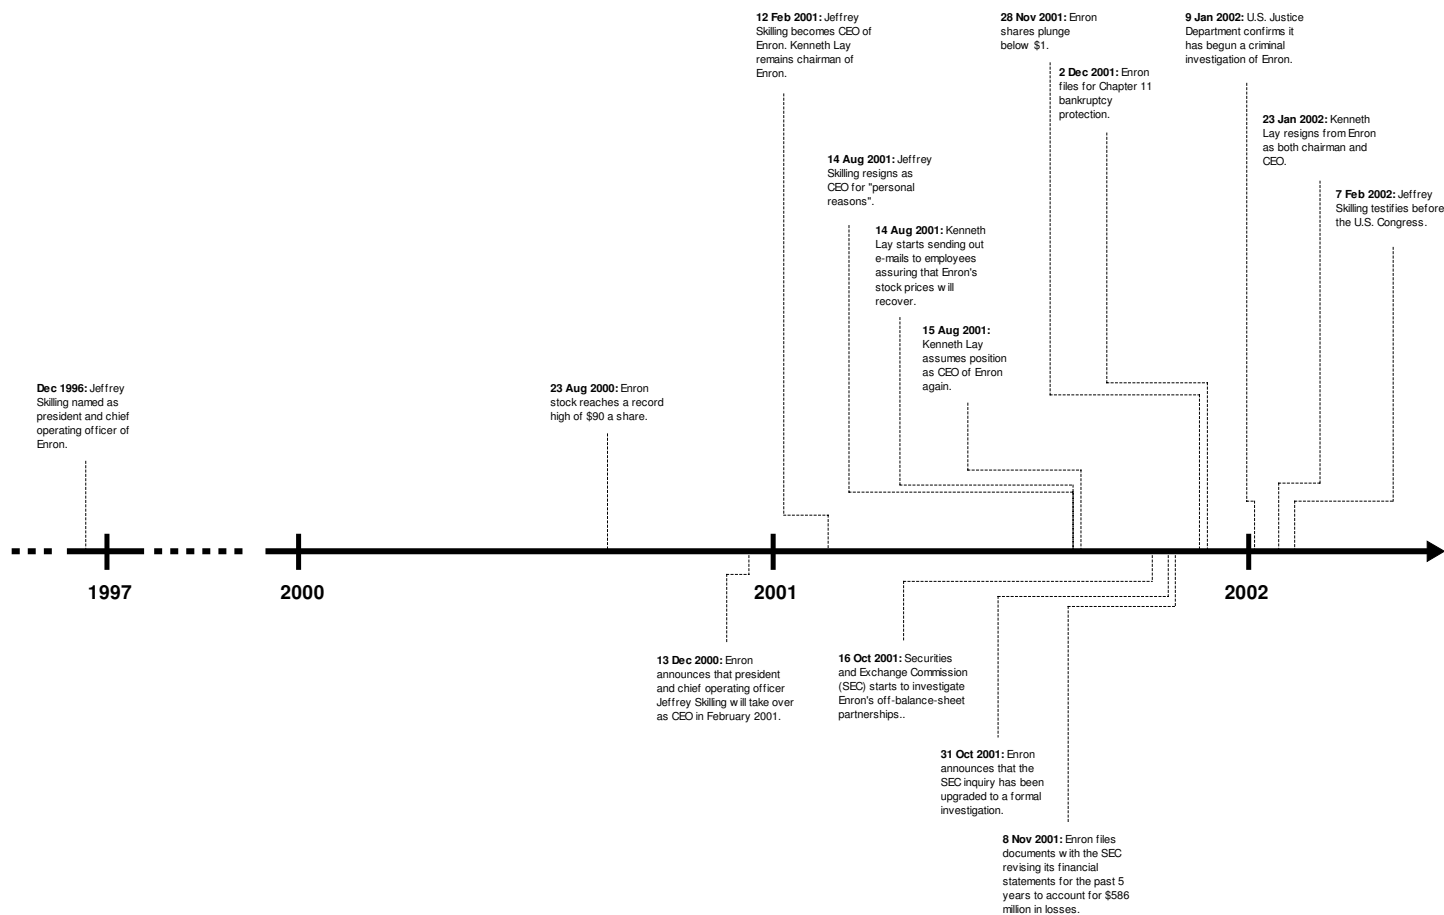 12 Feb 2001: Jeffrey
Skilling becomes CEO of
Enron. Kenneth Lay
remains chairman of
Enron.
28 Nov 2001: Enron
shares plunge
below $1.
2 Dec 2001: Enron
files for Chapter 11
bankruptcy
protection.
9 Jan 2002: U.S. Justice
Department confirms it
has begun a criminal
investigation of Enron.
23 Jan 2002: Kenneth
Lay resigns from Enron
as both chairman and
CEO.
7 Feb 2002: Jeffrey
Skilling testifies before
the U.S. Congress.
14 Aug 2001: Jeffrey
Skilling resigns as
CEO for "personal
reasons".
14 Aug 2001: Kenneth
Lay starts sending out
e-mails to employees
assuring that Enron's
stock prices will
recover.
15 Aug 2001:
Kenneth Lay
assumes position
as CEO of Enron
again.
Dec 1996: Jeffrey
Skilling named as
president and chief
operating officer of
Enron.
23 Aug 2000: Enron
stock reaches a record
high of $90 a share.
1997
2000
2001
2002
13 Dec 2000: Enron
announces that president
and chief operating officer
Jeffrey Skilling will take over
as CEO in February 2001.
16 Oct 2001: Securities
and Exchange Commission
(SEC) starts to investigate
Enron's off-balance-sheet
partnerships..
31 Oct 2001: Enron
announces that the
SEC inquiry has been
upgraded to a formal
investigation.
8 Nov 2001: Enron files
documents with the SEC
revising its financial
statements for the past 5
years to account for $586
million in losses.